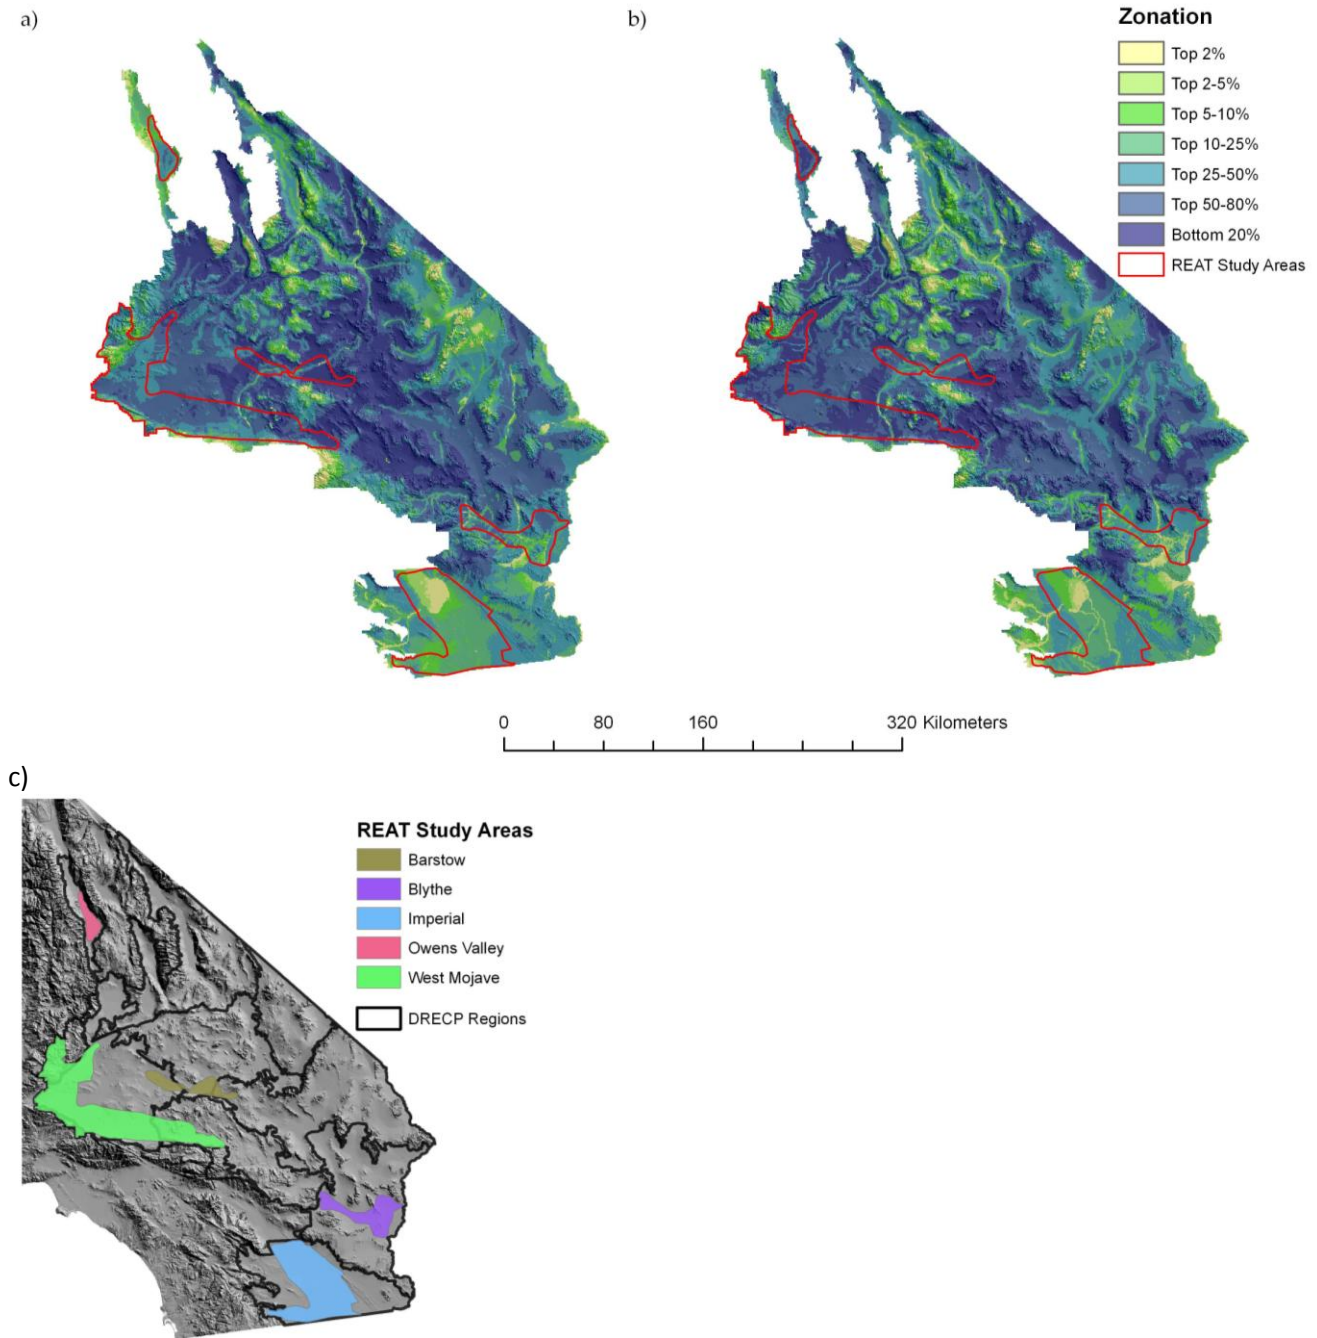 a)
b)
Zonation
Top 2%
Top 2-5%
Top 5-10%
Top 10-25%
Top 25-50%
Top 50-80%
Bottom 20%
REAT Study Areas
0 80 160 320 Kilometers
c)
REAT Study Areas
Barstow
Blythe
Imperial
Owens Valley
West Mojave
DRECP Regions